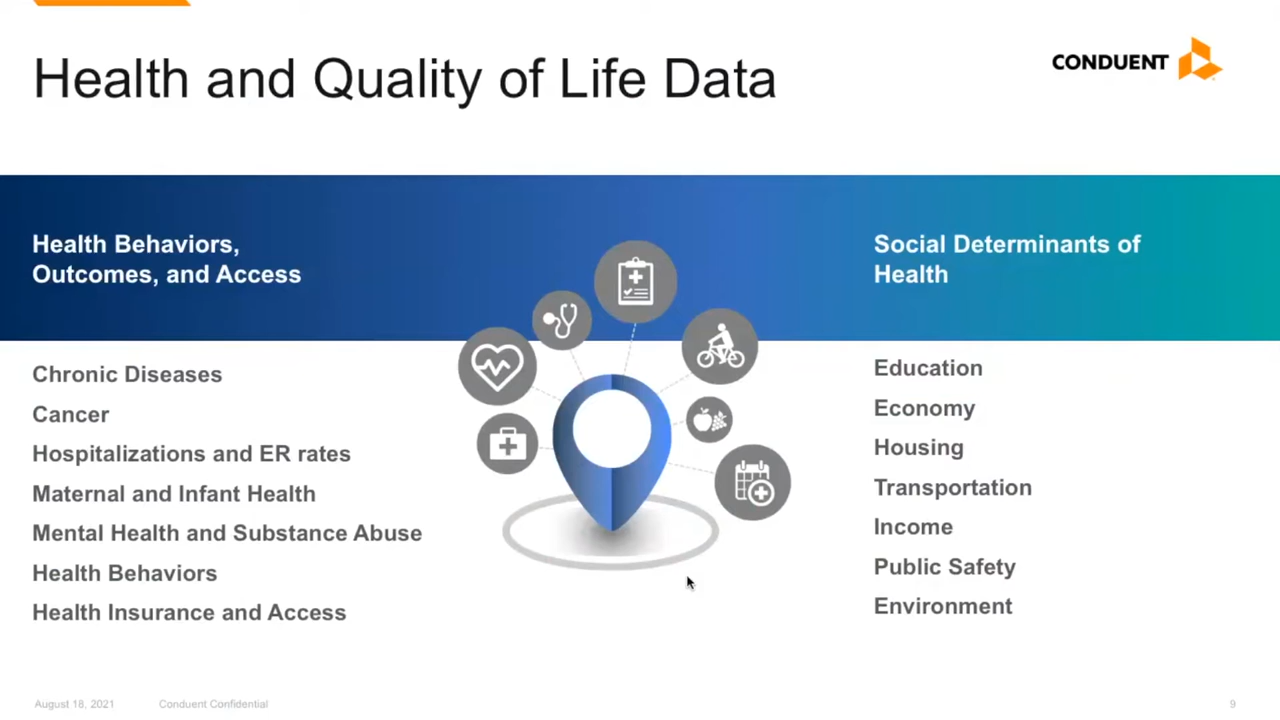 Health and Quality of Life Data
CONDUENT
Health Behaviors,
Outcomes, and Access
Chronic Diseases
Cancer
Hospitalizations and ER rates
Maternal and Infant Health
Mental Health and Substance Abuse
Health Behaviors
Health Insurance and Access
Social Determinants of
Health
Education
Economy
Housing
Transportation
Income
Public Safety
Environment
August 18, 2021 Conduent Confidential 9